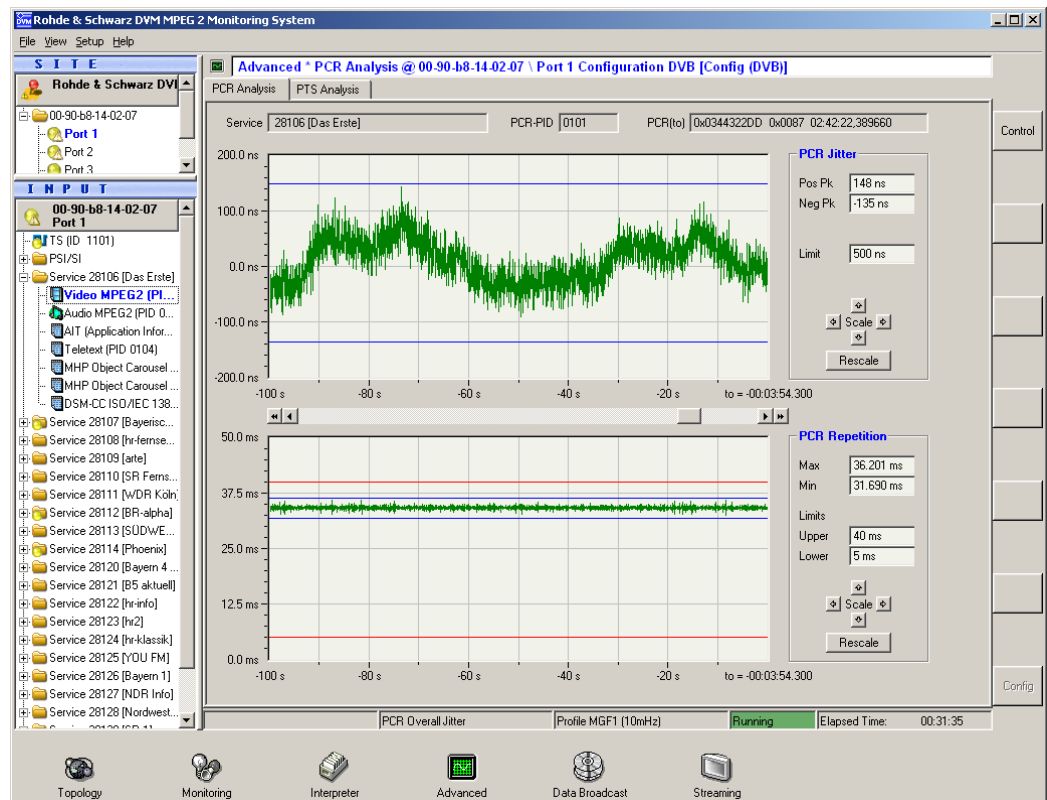 Rohde & Schwarz DVM MPEG 2 Monitoring System
File View Setup Help
SITE
Rohde & Schwarz DVI
00-90-b8-14-02-07
Port 1
Port 2
Port 3
INPUT
00-90-b8-14-02-07
Port 1
TS (ID 1101)
PSI/SI
Service 28106 [Das Erste]
Video MPEG2 (PI...
Audio MPEG2 (PID 0...
AIT (Application Infor...
Teletext (PID 0104)
MHP Object Carousel ...
MHP Object Carousel ...
DSM-CC ISO/IEC 138...
Service 28107 [Bayerisc...
Service 28108 [hr-fernse...
Service 28109 [arte]
Service 28110 [SR Ferns...
Service 28111 [WDR Köln]
Service 28112 [BR-alpha]
Service 28113 [SÜDWE...
Service 28114 [Phoenix]
Service 28120 [Bayern 4 ...
Service 28121 [B5 aktuell]
Service 28122 [hr-info]
Service 28123 [hr2]
Service 28124 [hr-klassik]
Service 28125 [YOU FM]
Service 28126 [Bayern 1]
Service 28127 [NDR Info]
Service 28128 [Nordwest...
Advanced * PCR Analysis @ 00-90-b8-14-02-07 \ Port 1 Configuration DVB [Config (DVB)]
PCR Analysis PTS Analysis
Service 28106 [Das Erste] PCR-PID 0101 PCR(to) 0x0344322DD 0x0087 02:42:22,389660
200.0 ns
100.0 ns
0.0 ns
-100.0 ns
-200.0 ns
-100 s -80 s -60 s -40 s -20 s to = -00:03:54.300
PCR Jitter
Pos Pk 148 ns
Neg Pk -135 ns
Limit 500 ns
Scale
Rescale
50.0 ms
37.5 ms
25.0 ms
12.5 ms
0.0 ms
-100 s -80 s -60 s -40 s -20 s to = -00:03:54.300
PCR Repetition
Max 36.201 ms
Min 31.690 ms
Limits
Upper 40 ms
Lower 5 ms
Scale
Rescale
Control
Config
PCR Overall Jitter Profile MGF1 (10mHz) Running Elapsed Time: 00:31:35
Topology Monitoring Interpreter Advanced Data Broadcast Streaming